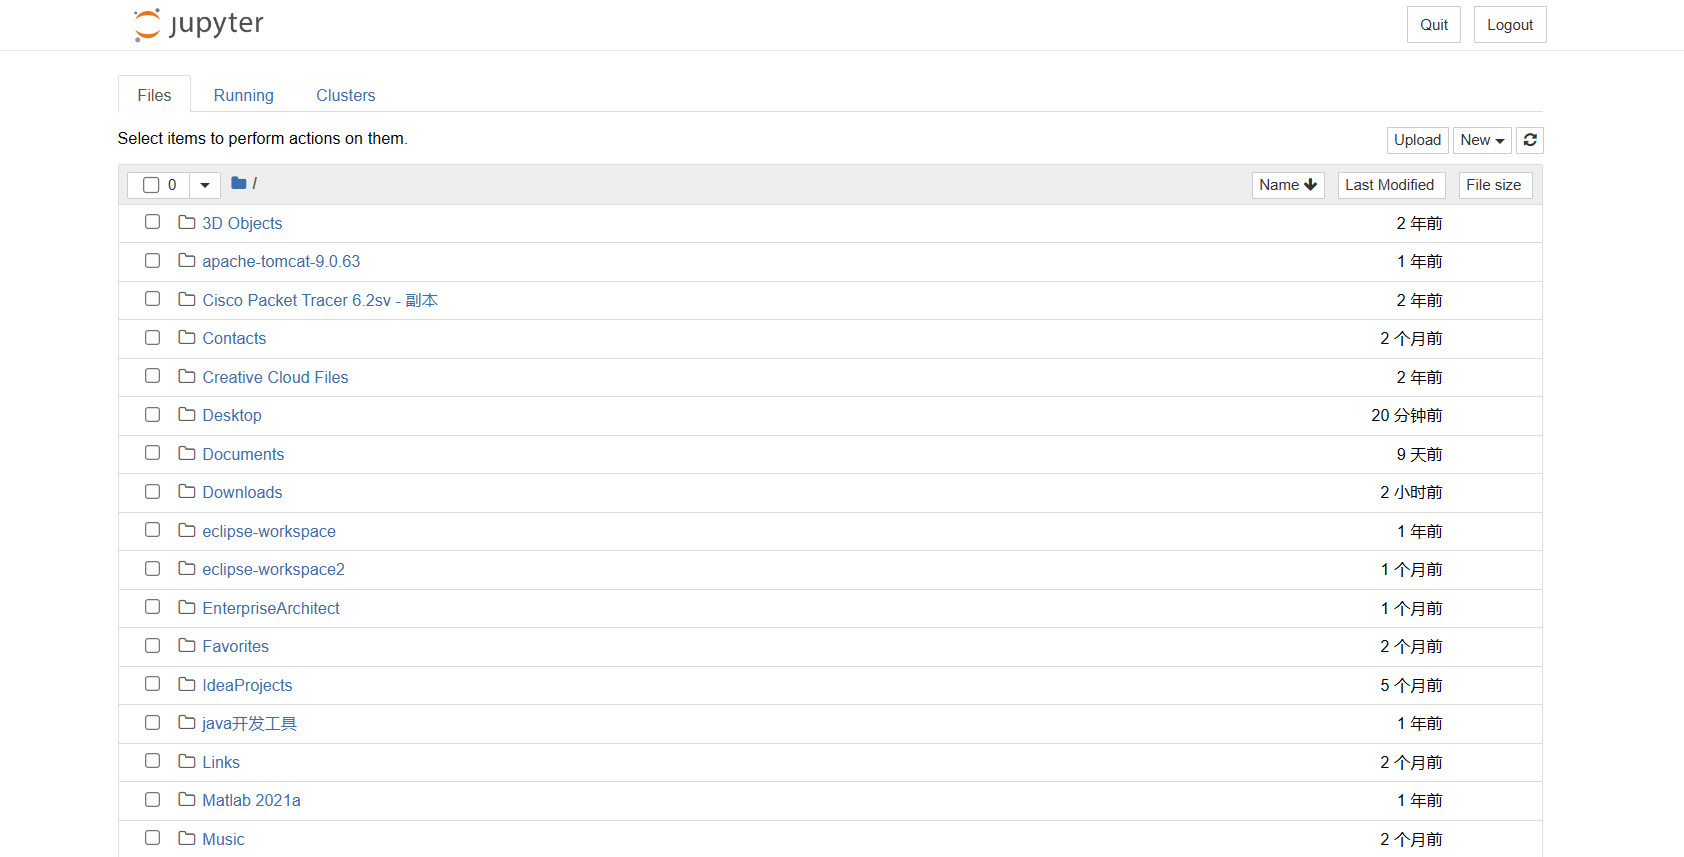 jupyter Quit Logout
Files Running Clusters
Select items to perform actions on them. Upload New
0 / Name Last Modified File size
3D Objects 2 年前
apache-tomcat-9.0.63 1 年前
Cisco Packet Tracer 6.2sv - 副本 2 年前
Contacts 2 个月前
Creative Cloud Files 2 年前
Desktop 20 分钟前
Documents 9 天前
Downloads 2 小时前
eclipse-workspace 1 年前
eclipse-workspace2 1 个月前
EnterpriseArchitect 1 个月前
Favorites 2 个月前
IdeaProjects 5 个月前
java开发工具 1 年前
Links 2 个月前
Matlab 2021a 1 年前
Music 2 个月前